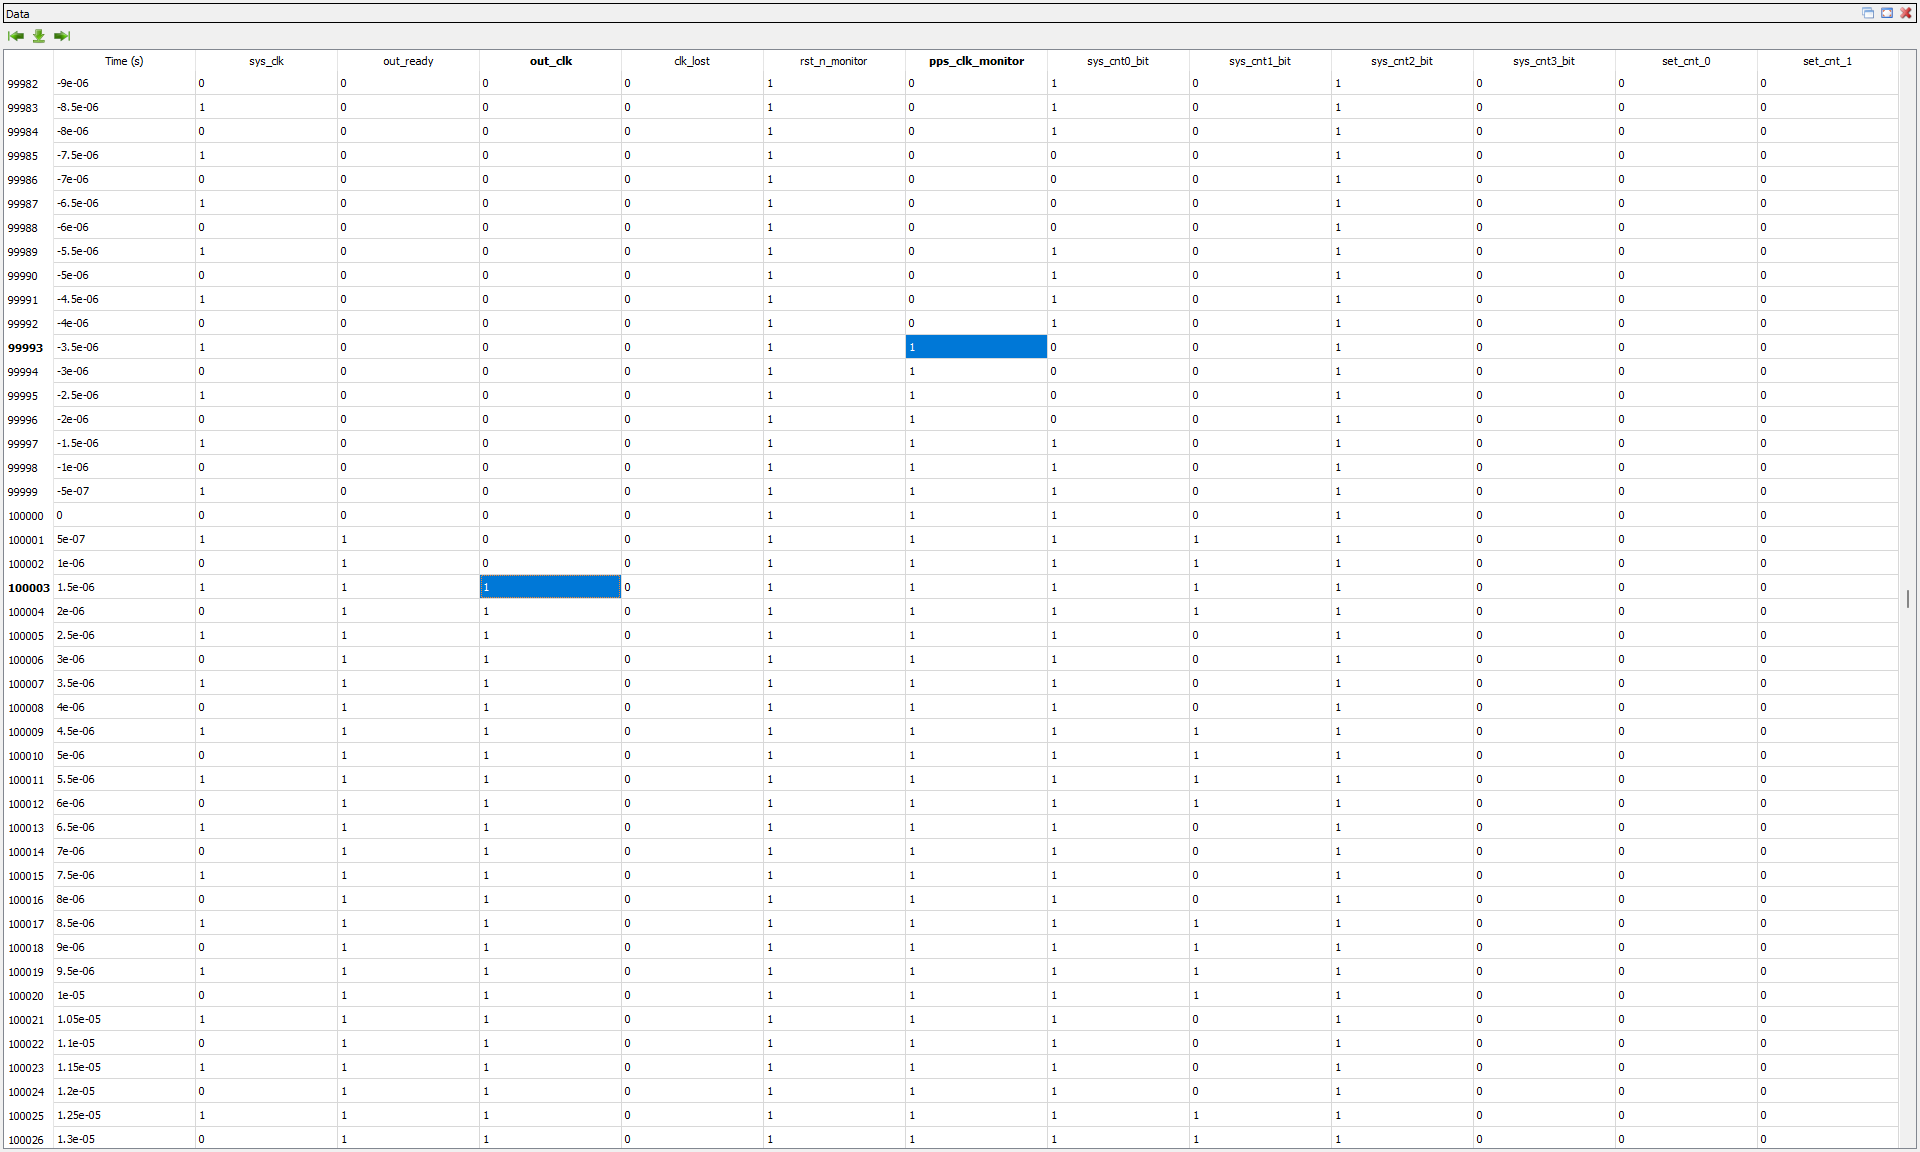 Data
Time (s) sys_clk out_ready out_clk clk_lost rst_n_monitor pps_clk_monitor sys_cnt0_bit sys_cnt1_bit sys_cnt2_bit sys_cnt3_bit set_cnt_0 set_cnt_1
99982 -9e-06 0 0 0 0 1 0 1 0 1 0 0 0
99983 -8.5e-06 1 0 0 0 1 0 1 0 1 0 0 0
99984 -8e-06 0 0 0 0 1 0 1 0 1 0 0 0
99985 -7.5e-06 1 0 0 0 1 0 0 0 1 0 0 0
99986 -7e-06 0 0 0 0 1 0 0 0 1 0 0 0
99987 -6.5e-06 1 0 0 0 1 0 0 0 1 0 0 0
99988 -6e-06 0 0 0 0 1 0 0 0 1 0 0 0
99989 -5.5e-06 1 0 0 0 1 0 1 0 1 0 0 0
99990 -5e-06 0 0 0 0 1 0 1 0 1 0 0 0
99991 -4.5e-06 1 0 0 0 1 0 1 0 1 0 0 0
99992 -4e-06 0 0 0 0 1 0 1 0 1 0 0 0
99993 -3.5e-06 1 0 0 0 1 1 0 0 1 0 0 0
99994 -3e-06 0 0 0 0 1 1 0 0 1 0 0 0
99995 -2.5e-06 1 0 0 0 1 1 0 0 1 0 0 0
99996 -2e-06 0 0 0 0 1 1 0 0 1 0 0 0
99997 -1.5e-06 1 0 0 0 1 1 1 0 1 0 0 0
99998 -1e-06 0 0 0 0 1 1 1 0 1 0 0 0
99999 -5e-07 1 0 0 0 1 1 1 0 1 0 0 0
100000 0 0 0 0 0 1 1 1 0 1 0 0 0
100001 5e-07 1 1 0 0 1 1 1 1 1 0 0 0
100002 1e-06 0 1 0 0 1 1 1 1 1 0 0 0
100003 1.5e-06 1 1 1 0 1 1 1 1 1 0 0 0
100004 2e-06 0 1 1 0 1 1 1 1 1 0 0 0
100005 2.5e-06 1 1 1 0 1 1 1 0 1 0 0 0
100006 3e-06 0 1 1 0 1 1 1 0 1 0 0 0
100007 3.5e-06 1 1 1 0 1 1 1 0 1 0 0 0
100008 4e-06 0 1 1 0 1 1 1 0 1 0 0 0
100009 4.5e-06 1 1 1 0 1 1 1 1 1 0 0 0
100010 5e-06 0 1 1 0 1 1 1 1 1 0 0 0
100011 5.5e-06 1 1 1 0 1 1 1 1 1 0 0 0
100012 6e-06 0 1 1 0 1 1 1 1 1 0 0 0
100013 6.5e-06 1 1 1 0 1 1 1 0 1 0 0 0
100014 7e-06 0 1 1 0 1 1 1 0 1 0 0 0
100015 7.5e-06 1 1 1 0 1 1 1 0 1 0 0 0
100016 8e-06 0 1 1 0 1 1 1 0 1 0 0 0
100017 8.5e-06 1 1 1 0 1 1 1 1 1 0 0 0
100018 9e-06 0 1 1 0 1 1 1 1 1 0 0 0
100019 9.5e-06 1 1 1 0 1 1 1 1 1 0 0 0
100020 1e-05 0 1 1 0 1 1 1 1 1 0 0 0
100021 1.05e-05 1 1 1 0 1 1 1 0 1 0 0 0
100022 1.1e-05 0 1 1 0 1 1 1 0 1 0 0 0
100023 1.15e-05 1 1 1 0 1 1 1 0 1 0 0 0
100024 1.2e-05 0 1 1 0 1 1 1 0 1 0 0 0
100025 1.25e-05 1 1 1 0 1 1 1 1 1 0 0 0
100026 1.3e-05 0 1 1 0 1 1 1 1 1 0 0 0